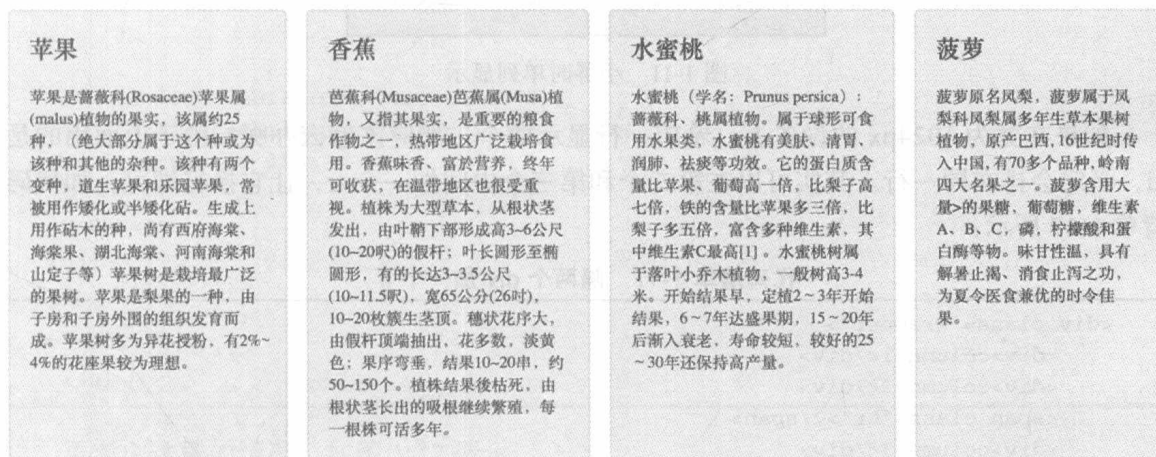 苹果
苹果是蔷薇科(Rosaceae)苹果属
(malus)植物的果实，该属约25
种，（绝大部分属于这个种或为
该种和其他的杂种。该种有两个
变种，道生苹果和乐园苹果，常
被用作矮化或半矮化砧。生成上
用作砧木的种，尚有西府海棠、
海棠果、湖北海棠、河南海棠和
山定子等）苹果树是栽培最广泛
的果树。苹果是梨果的一种，由
子房和子房外围的组织发育而
成。苹果树多为异花授粉，有2%~
4%的花座果较为理想。
香蕉
芭蕉科(Musaceae)芭蕉属(Musa)植
物，又指其果实，是重要的粮食
作物之一，热带地区广泛栽培食
用。香蕉味香、富於营养，终年
可收获，在温带地区也很受重
视。植株为大型草本，从根状茎
发出，由叶鞘下部形成高3~6公尺
(10~20呎)的假杆；叶长圆形至椭
圆形，有的长达3~3.5公尺
(10~11.5呎)，宽65公分(26吋)，
10~20枚簇生茎顶。穗状花序大，
由假杆顶端抽出，花多数，淡黄
色；果序弯垂，结果10~20串，约
50~150个。植株结果後枯死，由
根状茎长出的吸根继续繁殖，每
一根株可活多年。
水蜜桃
水蜜桃（学名：Prunus persica）：
蔷薇科、桃属植物。属于球形可食
用水果类，水蜜桃有美肤、清胃、
润肺、祛痰等功效。它的蛋白质含
量比苹果、葡萄高一倍，比梨子高
七倍，铁的含量比苹果多三倍，比
梨子多五倍，富含多种维生素，其
中维生素C最高[1]。水蜜桃树属
于落叶小乔木植物，一般树高3-4
米。开始结果早，定植2～3年开始
结果，6～7年达盛果期，15～20年
后渐入衰老，寿命较短，较好的25
～30年还保持高产量。
菠萝
菠萝原名凤梨，菠萝属于凤
梨科凤梨属多年生草本果树
植物，原产巴西,16世纪时传
入中国,有70多个品种,岭南
四大名果之一。菠萝含用大
量>的果糖，葡萄糖，维生素
A、B、C，磷，柠檬酸和蛋
白酶等物。味甘性温，具有
解暑止渴、消食止泻之功，
为夏令医食兼优的时令佳
果。